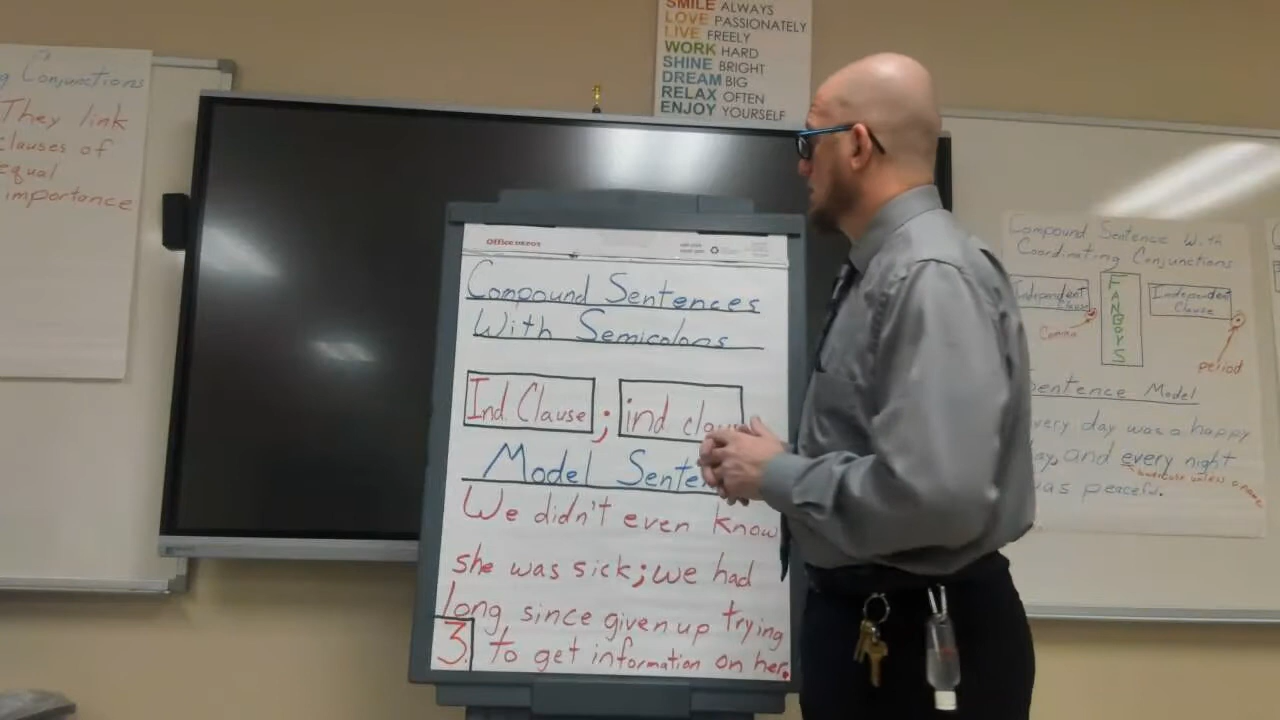 SMILE ALWAYS
LOVE PASSIONATELY
LIVE FREELY
WORK HARD
SHINE BRIGHT
DREAM BIG
RELAX OFTEN
ENJOY YOURSELF
g Conjunctions
They link
clauses of
equal
importance
Office DEPOT
Compound Sentences
With Semicolons
Ind. Clause ; ind clau
Model Sente
We didn't even know
she was sick; we had
long since given up trying
3. to get information on her.
Compound Sentence With
Coordinating Conjunctions
Independent Clause
FANBOYS
Independent Clause
Comma
period
Sentence Model
very day was a happy
day, and every night
was peaceful.